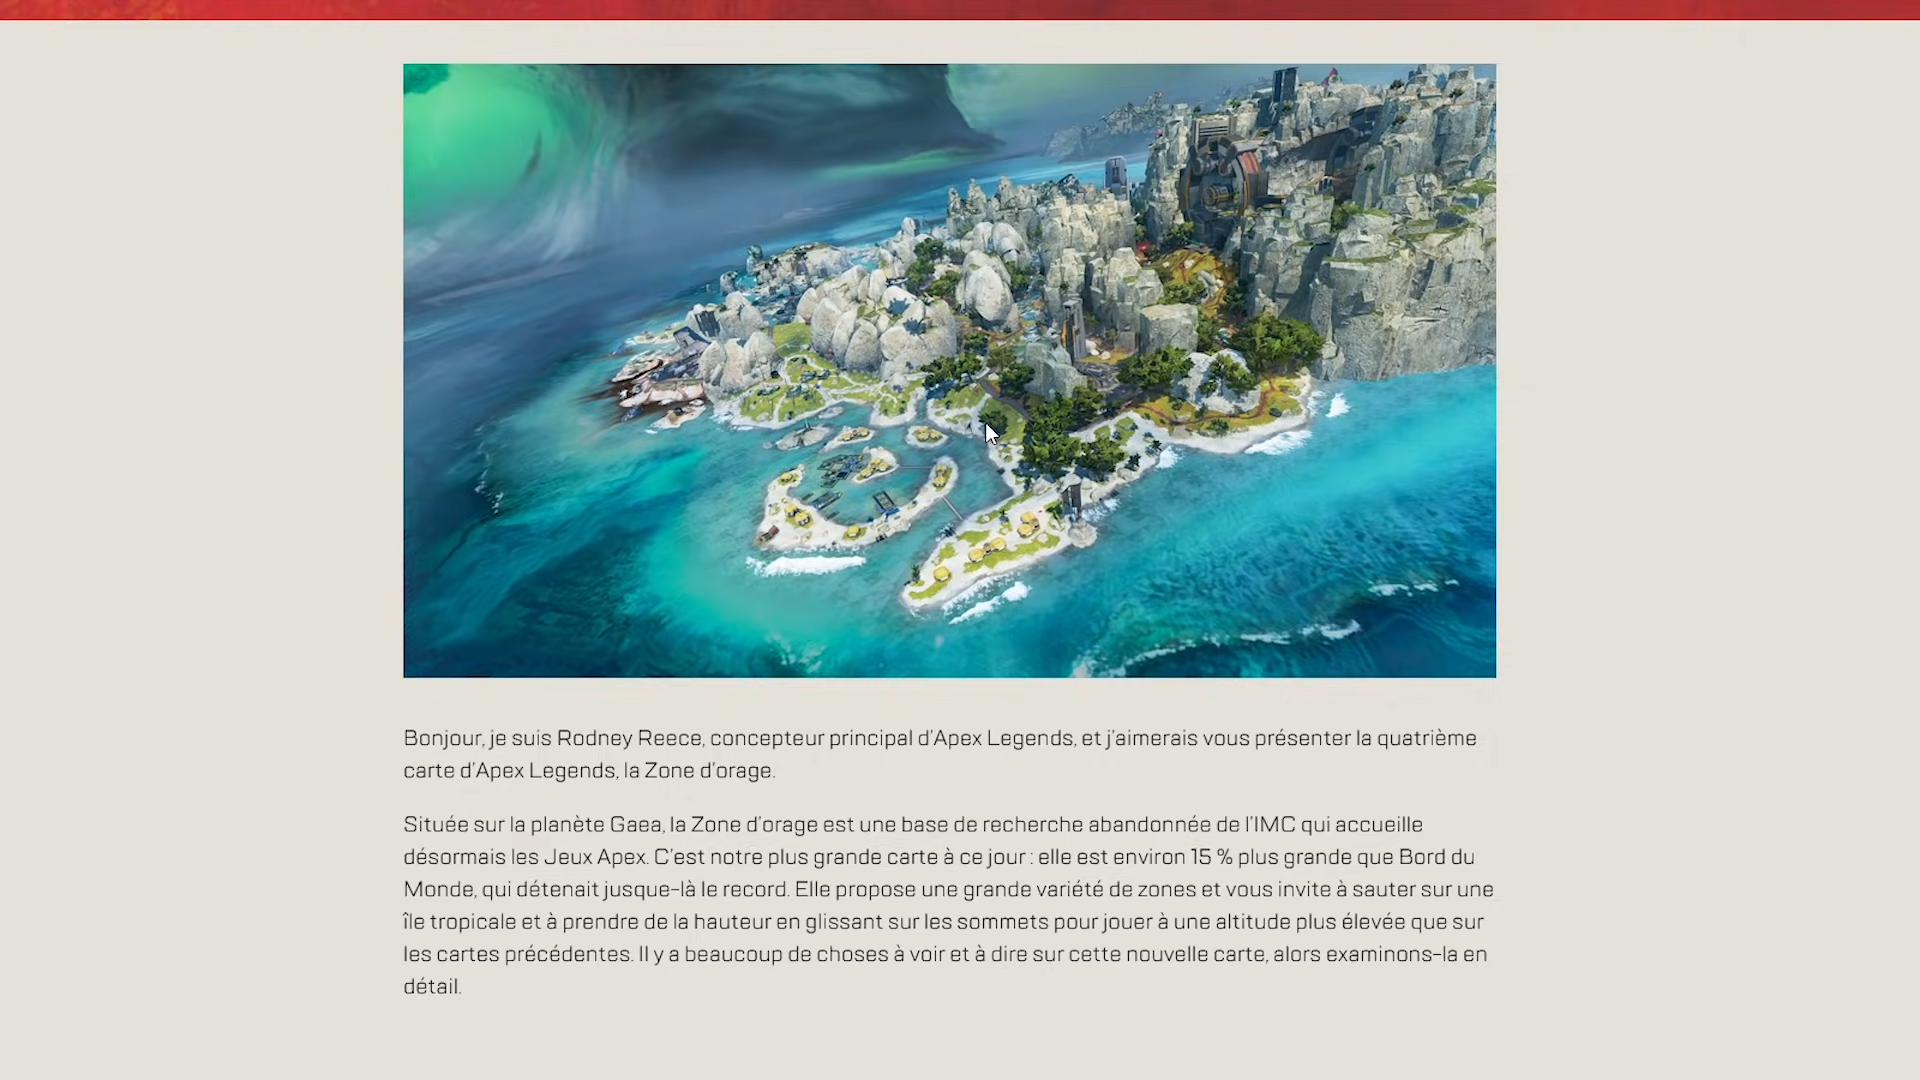 Bonjour, je suis Rodney Reece, concepteur principal d'Apex Legends, et j'aimerais vous présenter la quatrième
carte d'Apex Legends, la Zone d'orage.
Située sur la planète Gaea, la Zone d'orage est une base de recherche abandonnée de l'IMC qui accueille
désormais les Jeux Apex. C'est notre plus grande carte à ce jour : elle est environ 15 % plus grande que Bord du
Monde, qui détenait jusque-là le record. Elle propose une grande variété de zones et vous invite à sauter sur une
île tropicale et à prendre de la hauteur en glissant sur les sommets pour jouer à une altitude plus élevée que sur
les cartes précédentes. Il y a beaucoup de choses à voir et à dire sur cette nouvelle carte, alors examinons-la en
détail.